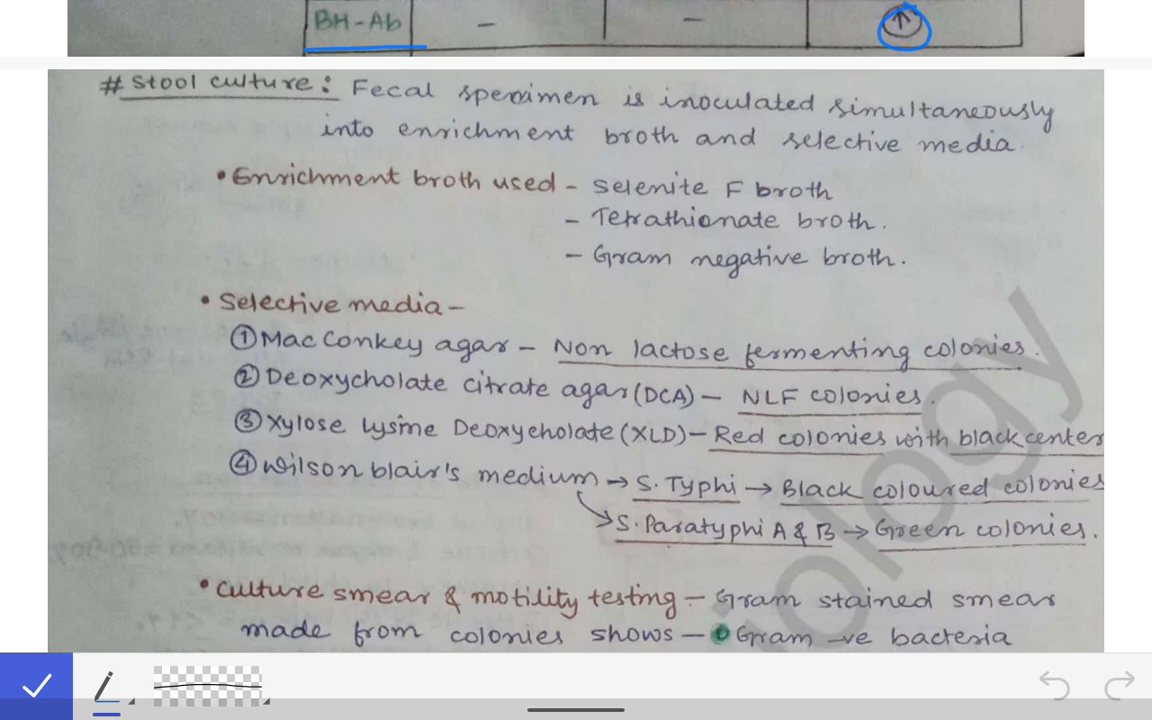 BH-Ab - - ↑
# Stool culture: Fecal specimen is inoculated simultaneously
into enrichment broth and selective media.
• Enrichment broth used - Selenite F broth
- Tetrathionate broth.
- Gram negative broth.
• Selective media -
① MacConkey agar - Non lactose fermenting colonies.
② Deoxycholate citrate agar (DCA) - NLF colonies.
③ Xylose Lysine Deoxycholate (XLD) - Red colonies with black center
④ Wilson blair's medium → S. Typhi → Black coloured colonies
→ S. Paratyphi A & B → Green colonies.
• Culture smear & motility testing - Gram stained smear
made from colonies shows - Gram -ve bacteria
iology